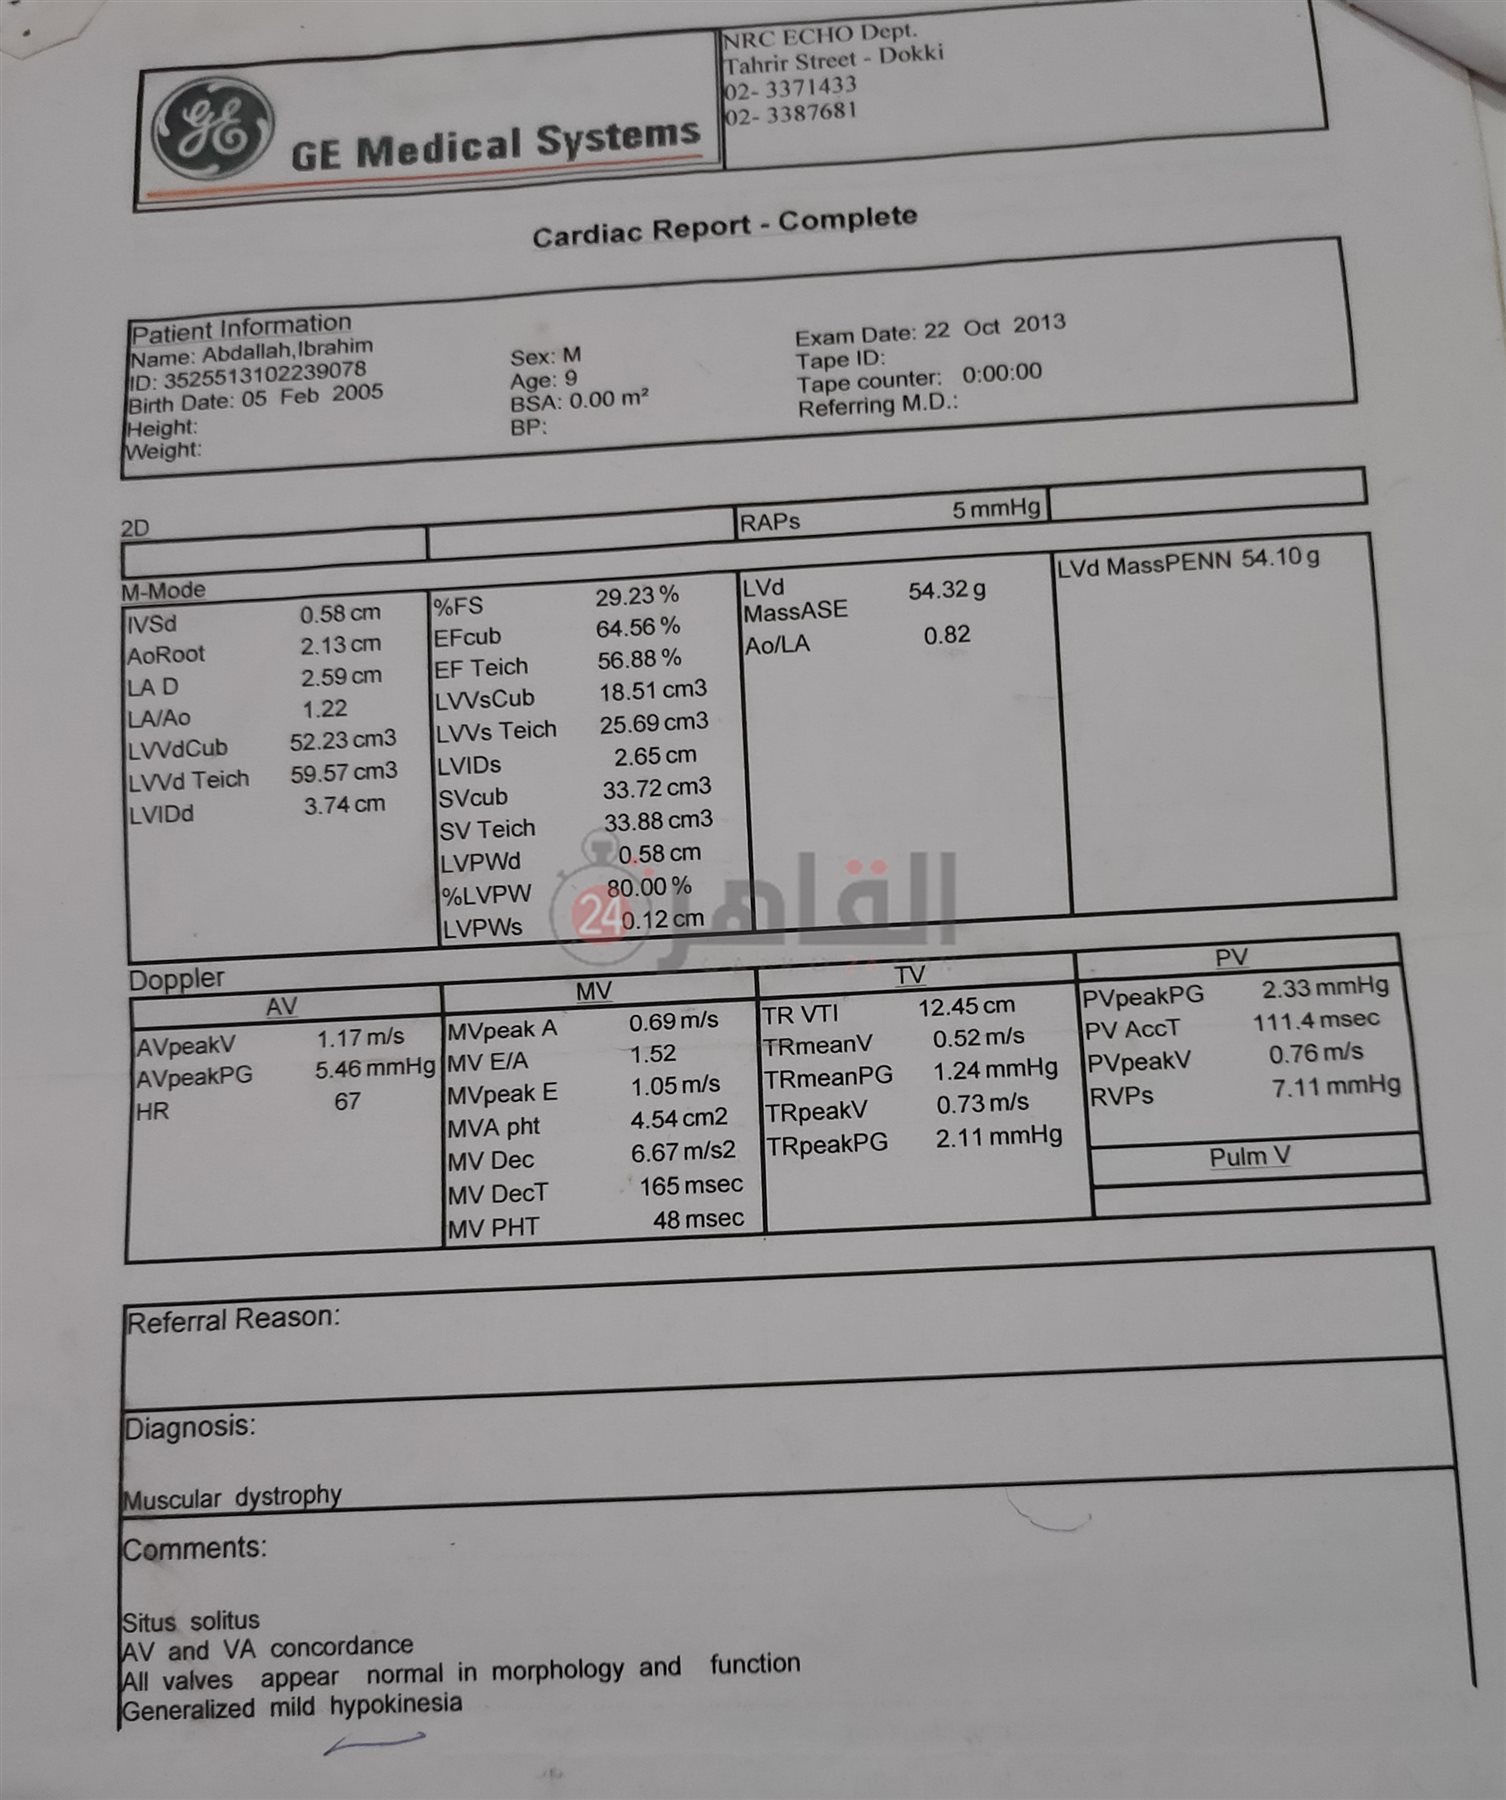 GE
GE Medical Systems
NRC ECHO Dept.
Tahrir Street - Dokki
02- 3371433
02- 3387681
Cardiac Report - Complete
Patient Information
Name: Abdallah,Ibrahim
ID: 3525513102239078
Birth Date: 05 Feb 2005
Height:
Weight:
Sex: M
Age: 9
BSA: 0.00 m²
BP:
Exam Date: 22 Oct 2013
Tape ID:
Tape counter: 0:00:00
Referring M.D.:
2D
RAPs 5 mmHg
M-Mode
IVSd 0.58 cm
AoRoot 2.13 cm
LA D 2.59 cm
LA/Ao 1.22
LVVdCub 52.23 cm3
LVVd Teich 59.57 cm3
LVIDd 3.74 cm
%FS 29.23 %
EFcub 64.56 %
EF Teich 56.88 %
LVVsCub 18.51 cm3
LVVs Teich 25.69 cm3
LVIDs 2.65 cm
SVcub 33.72 cm3
SV Teich 33.88 cm3
LVPWd 0.58 cm
%LVPW 80.00 %
LVPWs 0.12 cm
LVd
MassASE 54.32 g
Ao/LA 0.82
LVd MassPENN 54.10 g
القاهرة 24
Doppler
AV
AVpeakV 1.17 m/s
AVpeakPG 5.46 mmHg
HR 67
MV
MVpeak A 0.69 m/s
MV E/A 1.52
MVpeak E 1.05 m/s
MVA pht 4.54 cm2
MV Dec 6.67 m/s2
MV DecT 165 msec
MV PHT 48 msec
TV
TR VTI 12.45 cm
TRmeanV 0.52 m/s
TRmeanPG 1.24 mmHg
TRpeakV 0.73 m/s
TRpeakPG 2.11 mmHg
PV
PVpeakPG 2.33 mmHg
PV AccT 111.4 msec
PVpeakV 0.76 m/s
RVPs 7.11 mmHg
Pulm V
Referral Reason:
Diagnosis:
Muscular dystrophy
Comments:
Situs solitus
AV and VA concordance
All valves appear normal in morphology and function
Generalized mild hypokinesia